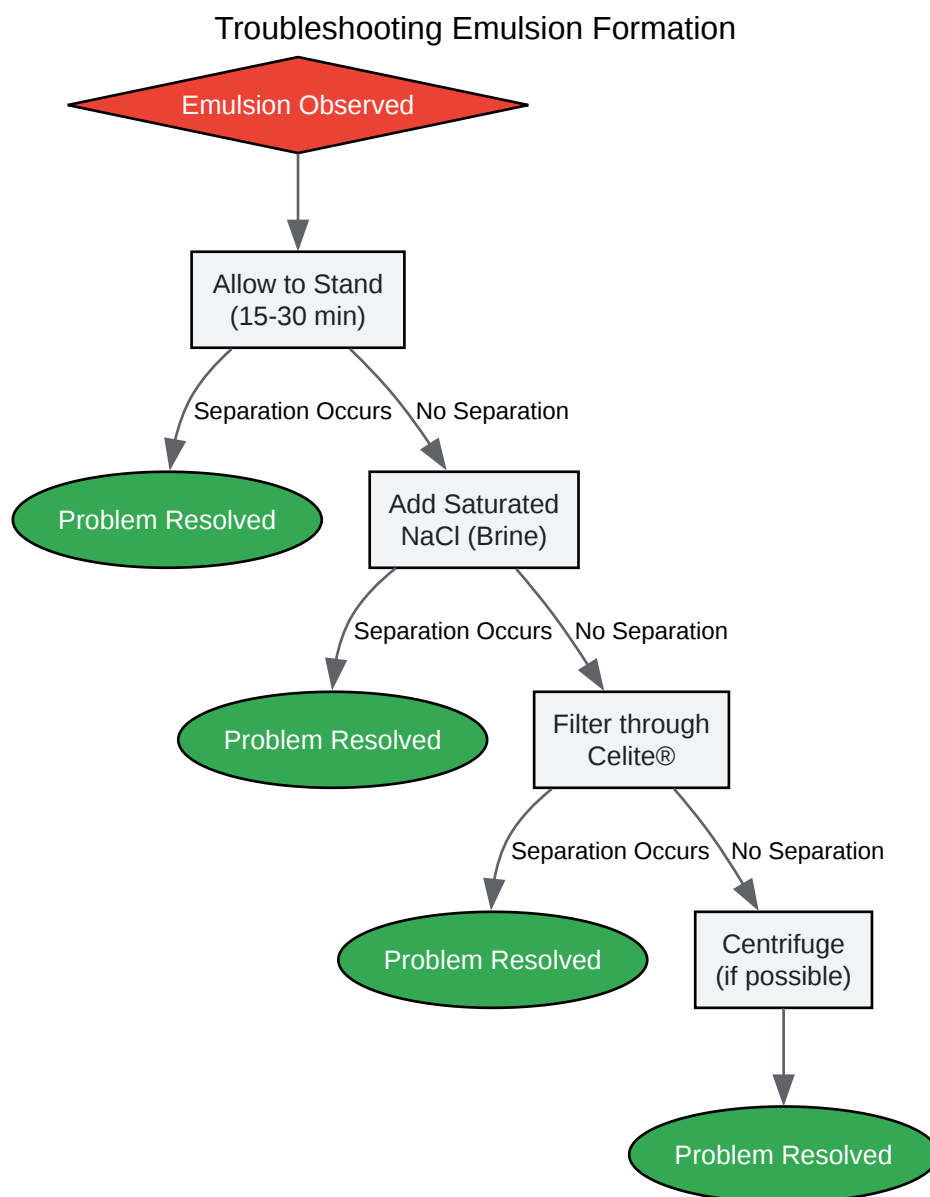 Troubleshooting Emulsion Formation
Emulsion Observed
Allow to Stand
(15-30 min)
Separation Occurs
No Separation
Problem Resolved
Add Saturated
NaCl (Brine)
Separation Occurs
No Separation
Problem Resolved
Filter through
Celite®
Separation Occurs
No Separation
Problem Resolved
Centrifuge
(if possible)
Problem Resolved